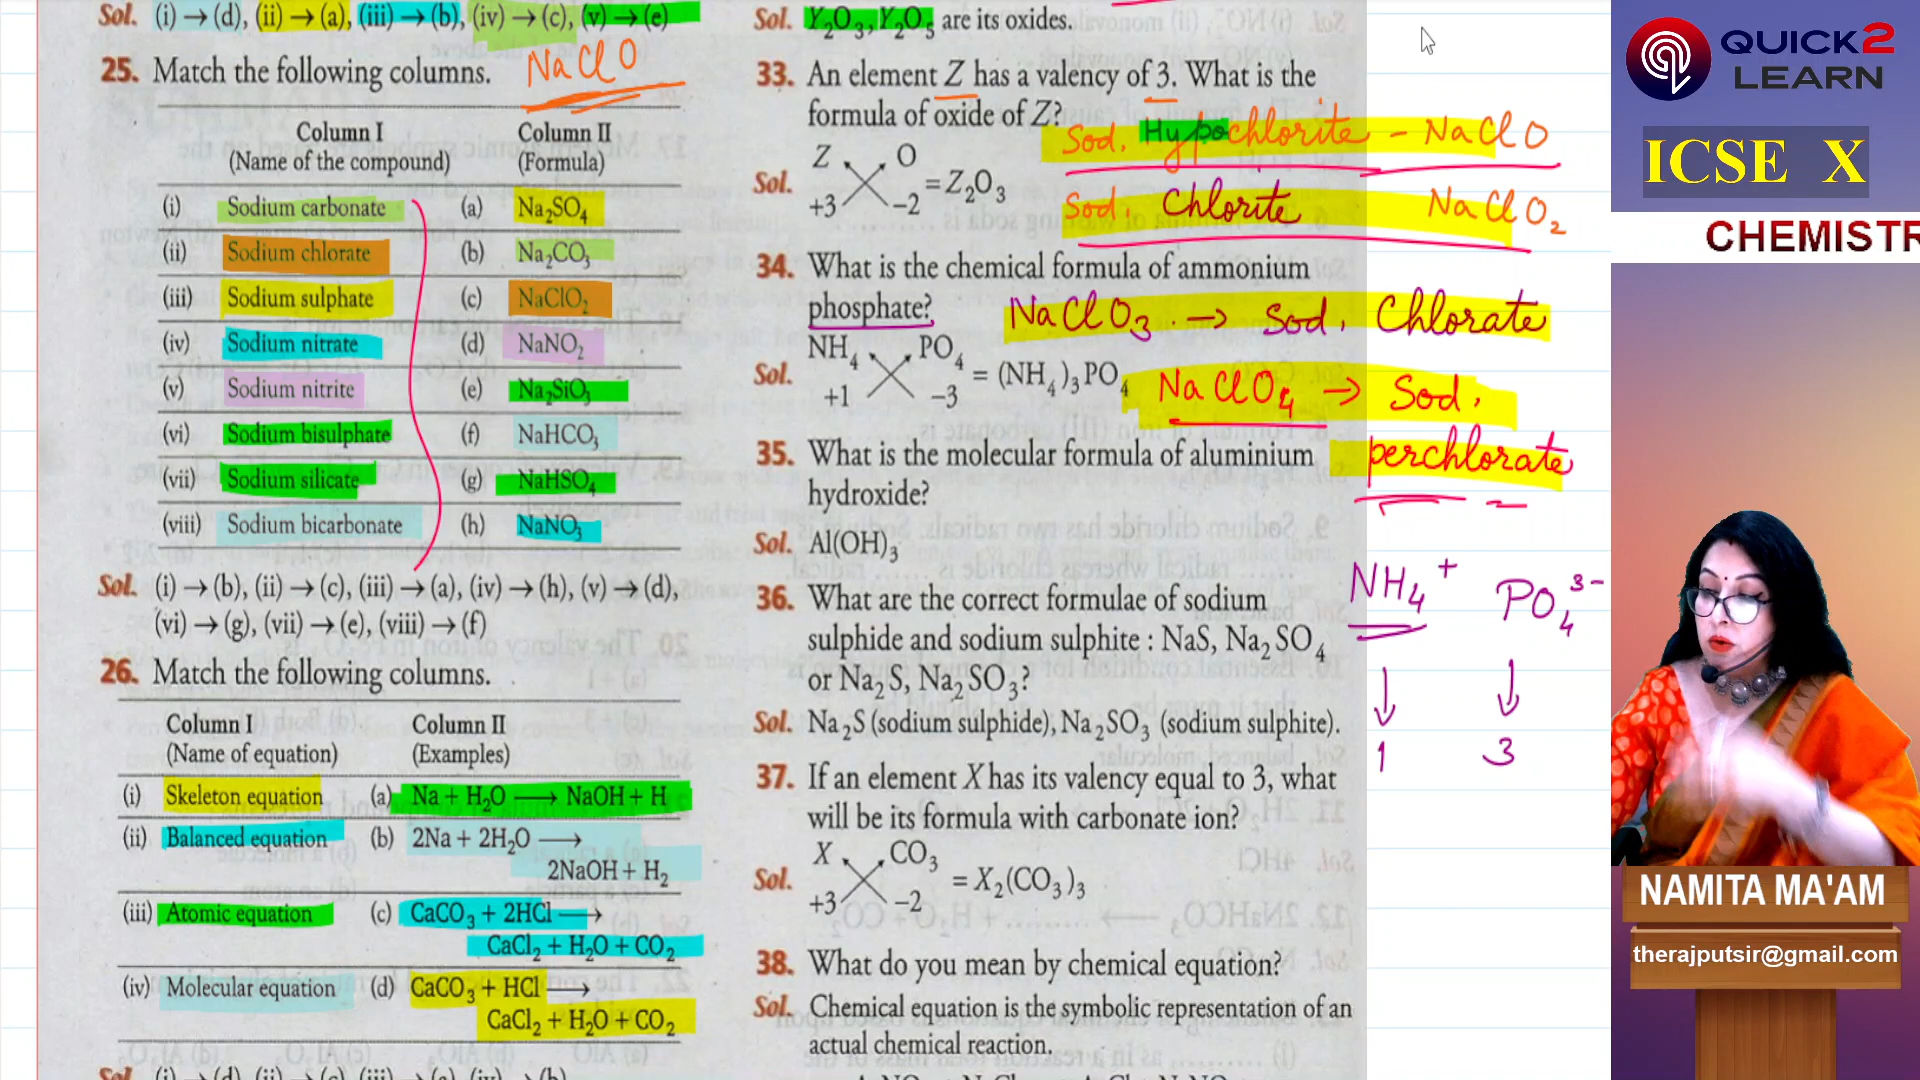 Sol. (i) → (d), (ii) → (a), (iii) → (b), (iv) → (c), (v) → (e)
25. Match the following columns. NaClO
Column I (Name of the compound) Column II (Formula)
(i) Sodium carbonate (a) Na₂SO₄
(ii) Sodium chlorate (b) Na₂CO₃
(iii) Sodium sulphate (c) NaClO₂
(iv) Sodium nitrate (d) NaNO₂
(v) Sodium nitrite (e) Na₂SiO₃
(vi) Sodium bisulphate (f) NaHCO₃
(vii) Sodium silicate (g) NaHSO₄
(viii) Sodium bicarbonate (h) NaNO₃
Sol. (i) → (b), (ii) → (c), (iii) → (a), (iv) → (h), (v) → (d),
(vi) → (g), (vii) → (e), (viii) → (f)
26. Match the following columns.
Column I (Name of equation) Column II (Examples)
(i) Skeleton equation (a) Na + H₂O ⟶ NaOH + H
(ii) Balanced equation (b) 2Na + 2H₂O ⟶
2NaOH + H₂
(iii) Atomic equation (c) CaCO₃ + 2HCl ⟶
CaCl₂ + H₂O + CO₂
(iv) Molecular equation (d) CaCO₃ + HCl ⟶
CaCl₂ + H₂O + CO₂
Sol. (i) → (d), (ii) → (c), (iii) → (a), (iv) → (b)
Sol. Y₂O₃, Y₂O₅ are its oxides.
33. An element Z has a valency of 3. What is the
formula of oxide of Z?
Z O
Sol. = Z₂O₃
+3 −2
34. What is the chemical formula of ammonium
phosphate?
NH₄ PO₄
Sol. = (NH₄)₃PO₄
+1 −3
35. What is the molecular formula of aluminium
hydroxide?
Sol. Al(OH)₃
36. What are the correct formulae of sodium
sulphide and sodium sulphite : NaS, Na₂SO₄
or Na₂S, Na₂SO₃?
Sol. Na₂S (sodium sulphide), Na₂SO₃ (sodium sulphite).
37. If an element X has its valency equal to 3, what
will be its formula with carbonate ion?
X CO₃
Sol. = X₂(CO₃)₃
+3 −2
38. What do you mean by chemical equation?
Sol. Chemical equation is the symbolic representation of an
actual chemical reaction.
Sod. Hypochlorite - NaClO
Sod. Chlorite NaClO₂
NaClO₃ → Sod. Chlorate
NaClO₄ → Sod.
perchlorate
NH₄⁺ PO₄³⁻
↓ ↓
1 3
QUICK2
LEARN
ICSE X
CHEMISTR
NAMITA MA'AM
therajputsir@gmail.com